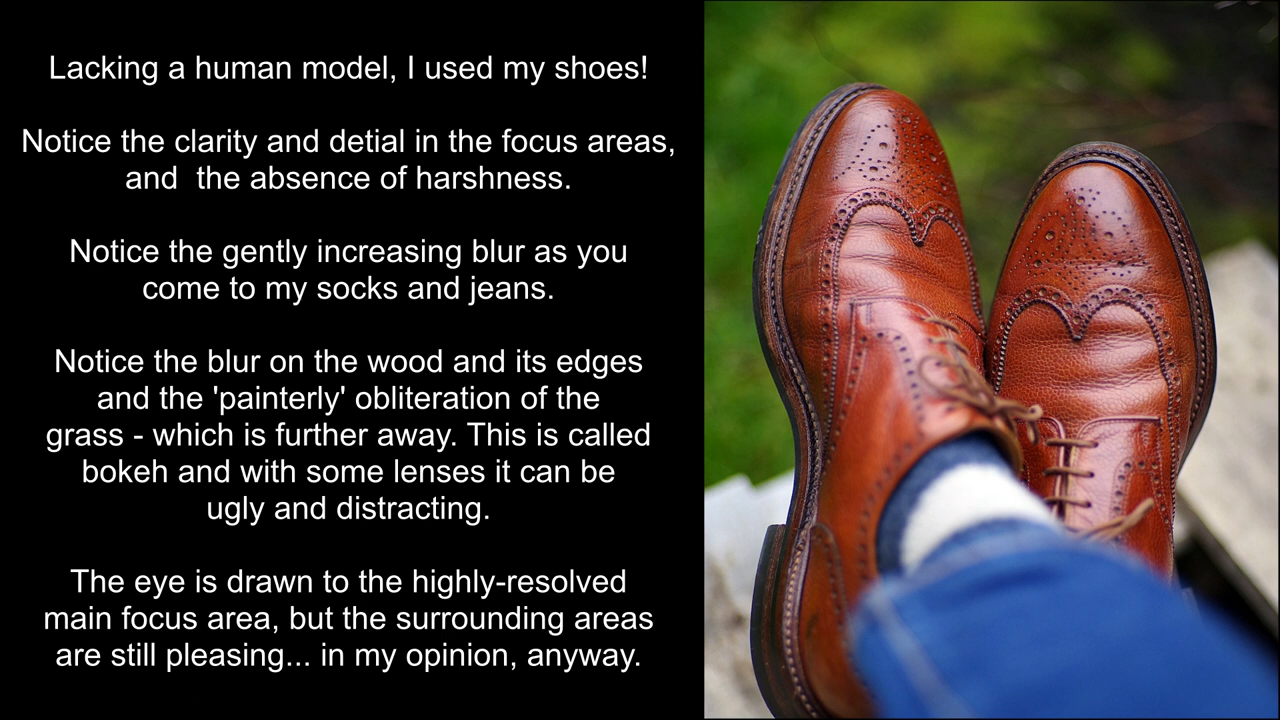 Lacking a human model, I used my shoes!
Notice the clarity and detial in the focus areas,
and  the absence of harshness.
Notice the gently increasing blur as you
come to my socks and jeans.
Notice the blur on the wood and its edges
and the 'painterly' obliteration of the
grass - which is further away. This is called
bokeh and with some lenses it can be
ugly and distracting.
The eye is drawn to the highly-resolved
main focus area, but the surrounding areas
are still pleasing... in my opinion, anyway.